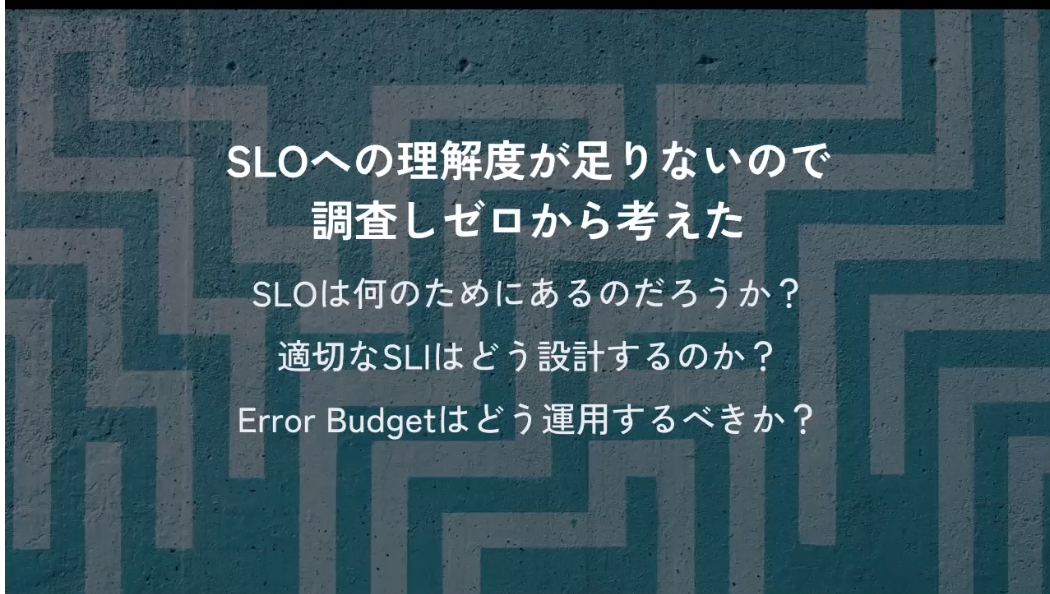 SLOへの理解度が足りないので
調査しゼロから考えた
SLOは何のためにあるのだろうか？
適切なSLIはどう設計するのか？
Error Budgetはどう運用するべきか？